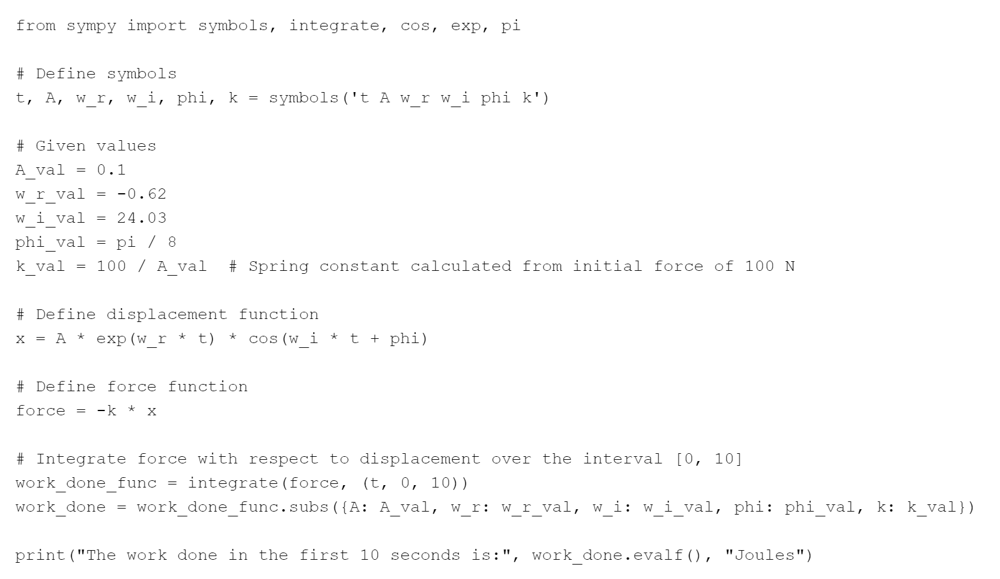 from sympy import symbols, integrate, cos, exp, pi
# Define symbols
t, A, w_r, w_i, phi, k = symbols('t A w_r w_i phi k')
# Given values
A_val = 0.1
w_r_val = -0.62
w_i_val = 24.03
phi_val = pi / 8
k_val = 100 / A_val  # Spring constant calculated from initial force of 100 N
# Define displacement function
x = A * exp(w_r * t) * cos(w_i * t + phi)
# Define force function
force = -k * x
# Integrate force with respect to displacement over the interval [0, 10]
work_done_func = integrate(force, (t, 0, 10))
work_done = work_done_func.subs({A: A_val, w_r: w_r_val, w_i: w_i_val, phi: phi_val, k: k_val})
print("The work done in the first 10 seconds is:", work_done.evalf(), "Joules")